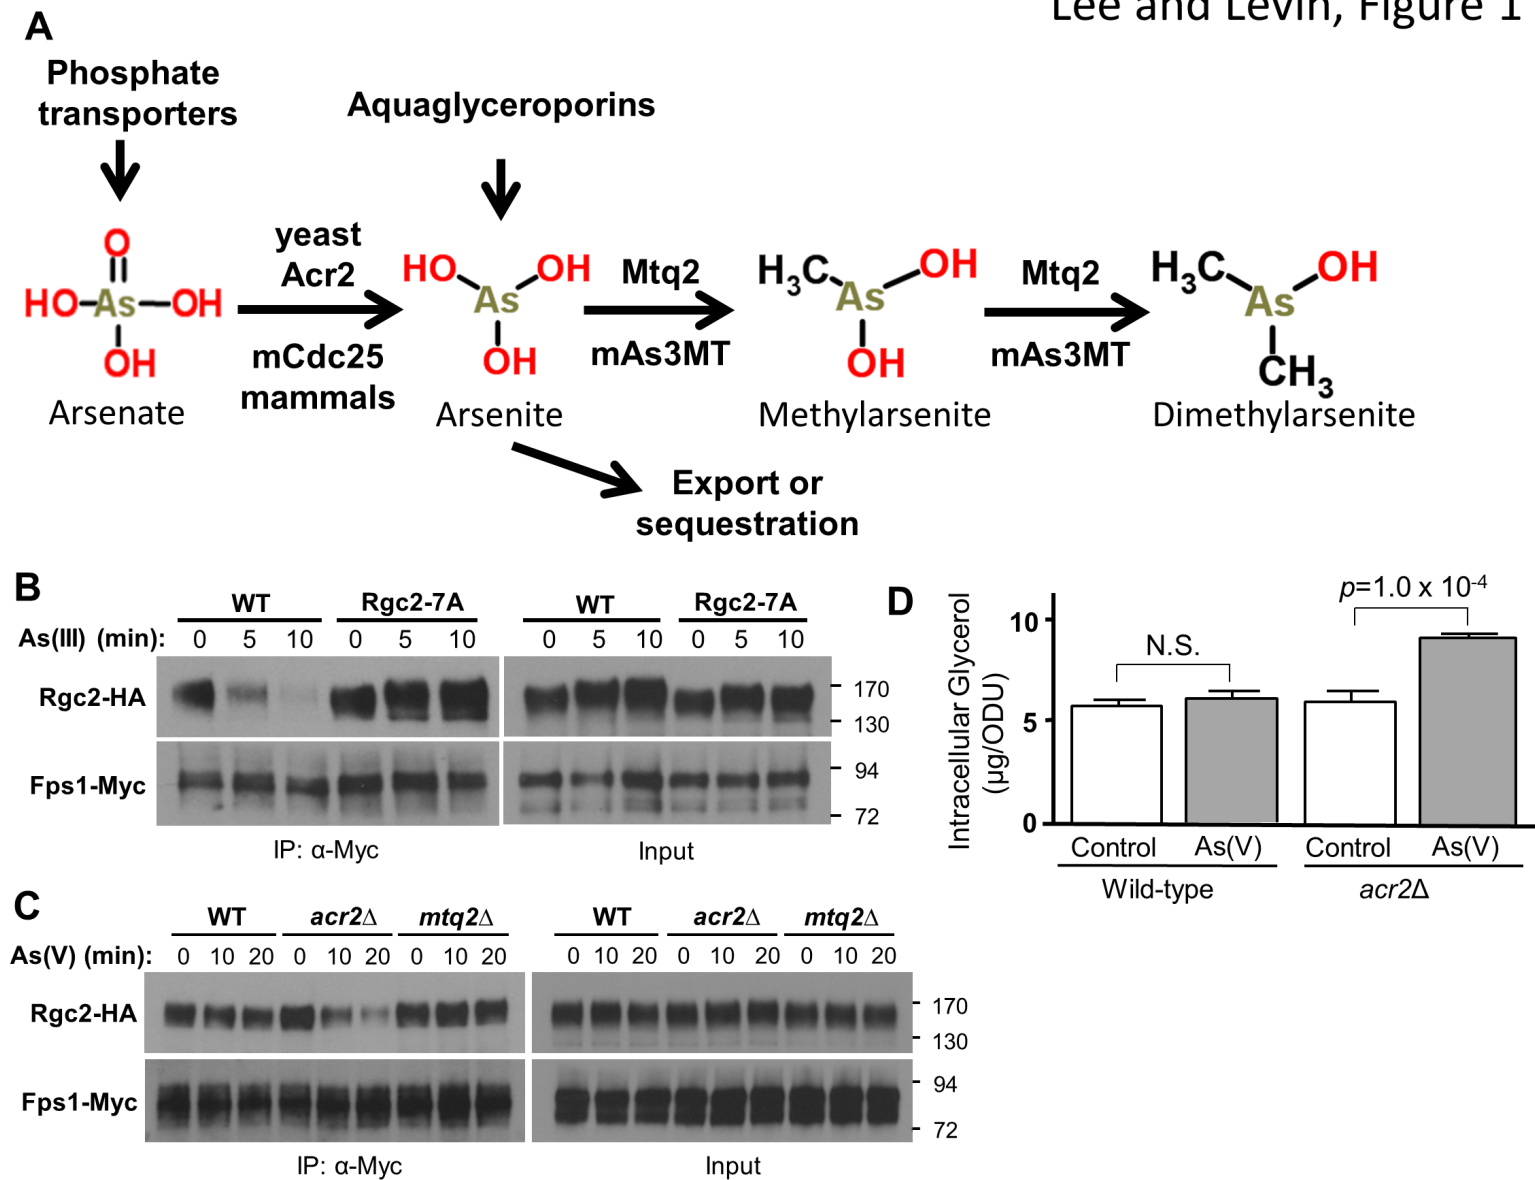 Lee and Levin, Figure 1
A
Phosphate
transporters
Aquaglyceroporins
O
HO As OH
OH
Arsenate
yeast
Acr2
mCdc25
mammals
HO OH
As
OH
Arsenite
Mtq2
mAs3MT
H3C OH
As
OH
Methylarsenite
Mtq2
mAs3MT
H3C OH
As
CH3
Dimethylarsenite
Export or
sequestration
B
WT Rgc2-7A WT Rgc2-7A
As(III) (min): 0 5 10 0 5 10 0 5 10 0 5 10
Rgc2-HA
170
130
Fps1-Myc
94
72
IP: α-Myc Input
C
WT acr2Δ mtq2Δ WT acr2Δ mtq2Δ
As(V) (min): 0 10 20 0 10 20 0 10 20 0 10 20 0 10 20 0 10 20
Rgc2-HA
170
130
Fps1-Myc
94
72
IP: α-Myc Input
D
Intracellular Glycerol
(μg/ODU)
10
5
0
N.S.
p=1.0 x 10-4
Control As(V) Control As(V)
Wild-type acr2Δ